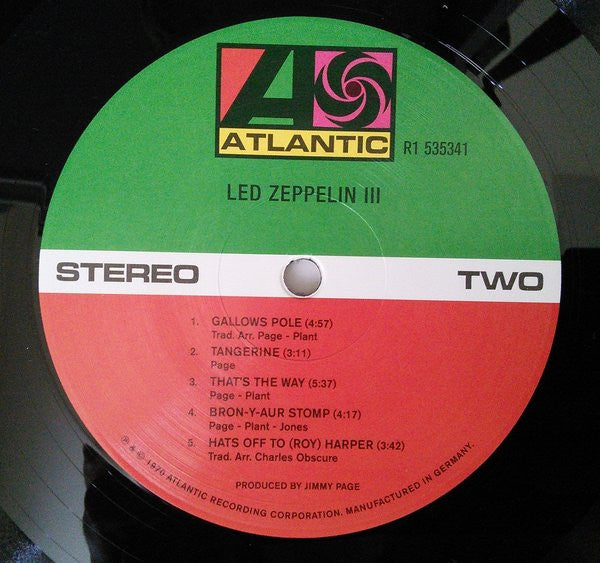 ATLANTIC
R1 535341
LED ZEPPELIN III
STEREO
TWO
1. GALLOWS POLE (4:57)
Trad. Arr. Page - Plant
2. TANGERINE (3:11)
Page
3. THAT'S THE WAY (5:37)
Page - Plant
4. BRON-Y-AUR STOMP (4:17)
Page - Plant - Jones
5. HATS OFF TO (ROY) HARPER (3:42)
Trad. Arr. Charles Obscure
PRODUCED BY JIMMY PAGE
℗ & © 1970 ATLANTIC RECORDING CORPORATION. MANUFACTURED IN GERMANY.